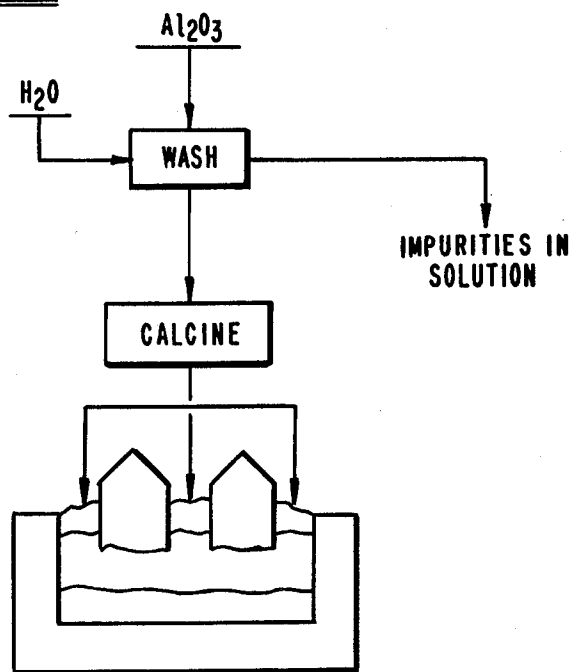 Al2O3
H2O
WASH
IMPURITIES IN
SOLUTION
CALCINE